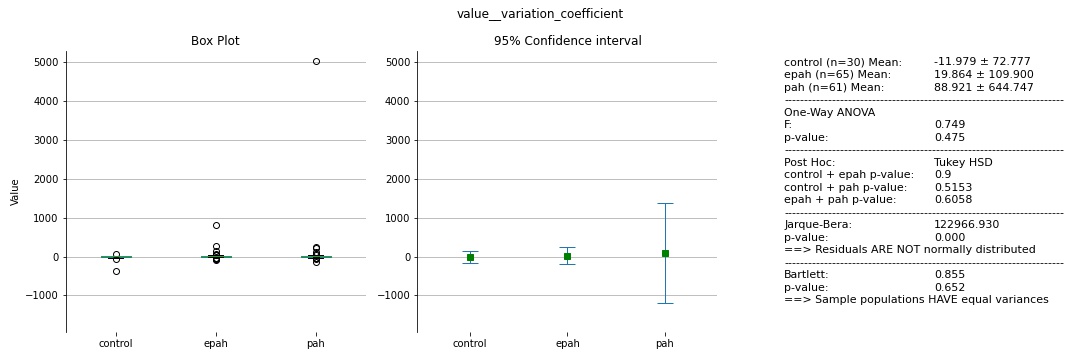 value__variation_coefficient
Box Plot
5000
4000
3000
2000
1000
0
−1000
Value
control
epah
pah
95% Confidence interval
5000
4000
3000
2000
1000
0
−1000
control
epah
pah
control (n=30) Mean: -11.979 ± 72.777
epah (n=65) Mean: 19.864 ± 109.900
pah (n=61) Mean: 88.921 ± 644.747
One-Way ANOVA
F: 0.749
p-value: 0.475
Post Hoc: Tukey HSD
control + epah p-value: 0.9
control + pah p-value: 0.5153
epah + pah p-value: 0.6058
Jarque-Bera: 122966.930
p-value: 0.000
==> Residuals ARE NOT normally distributed
Bartlett: 0.855
p-value: 0.652
==> Sample populations HAVE equal variances